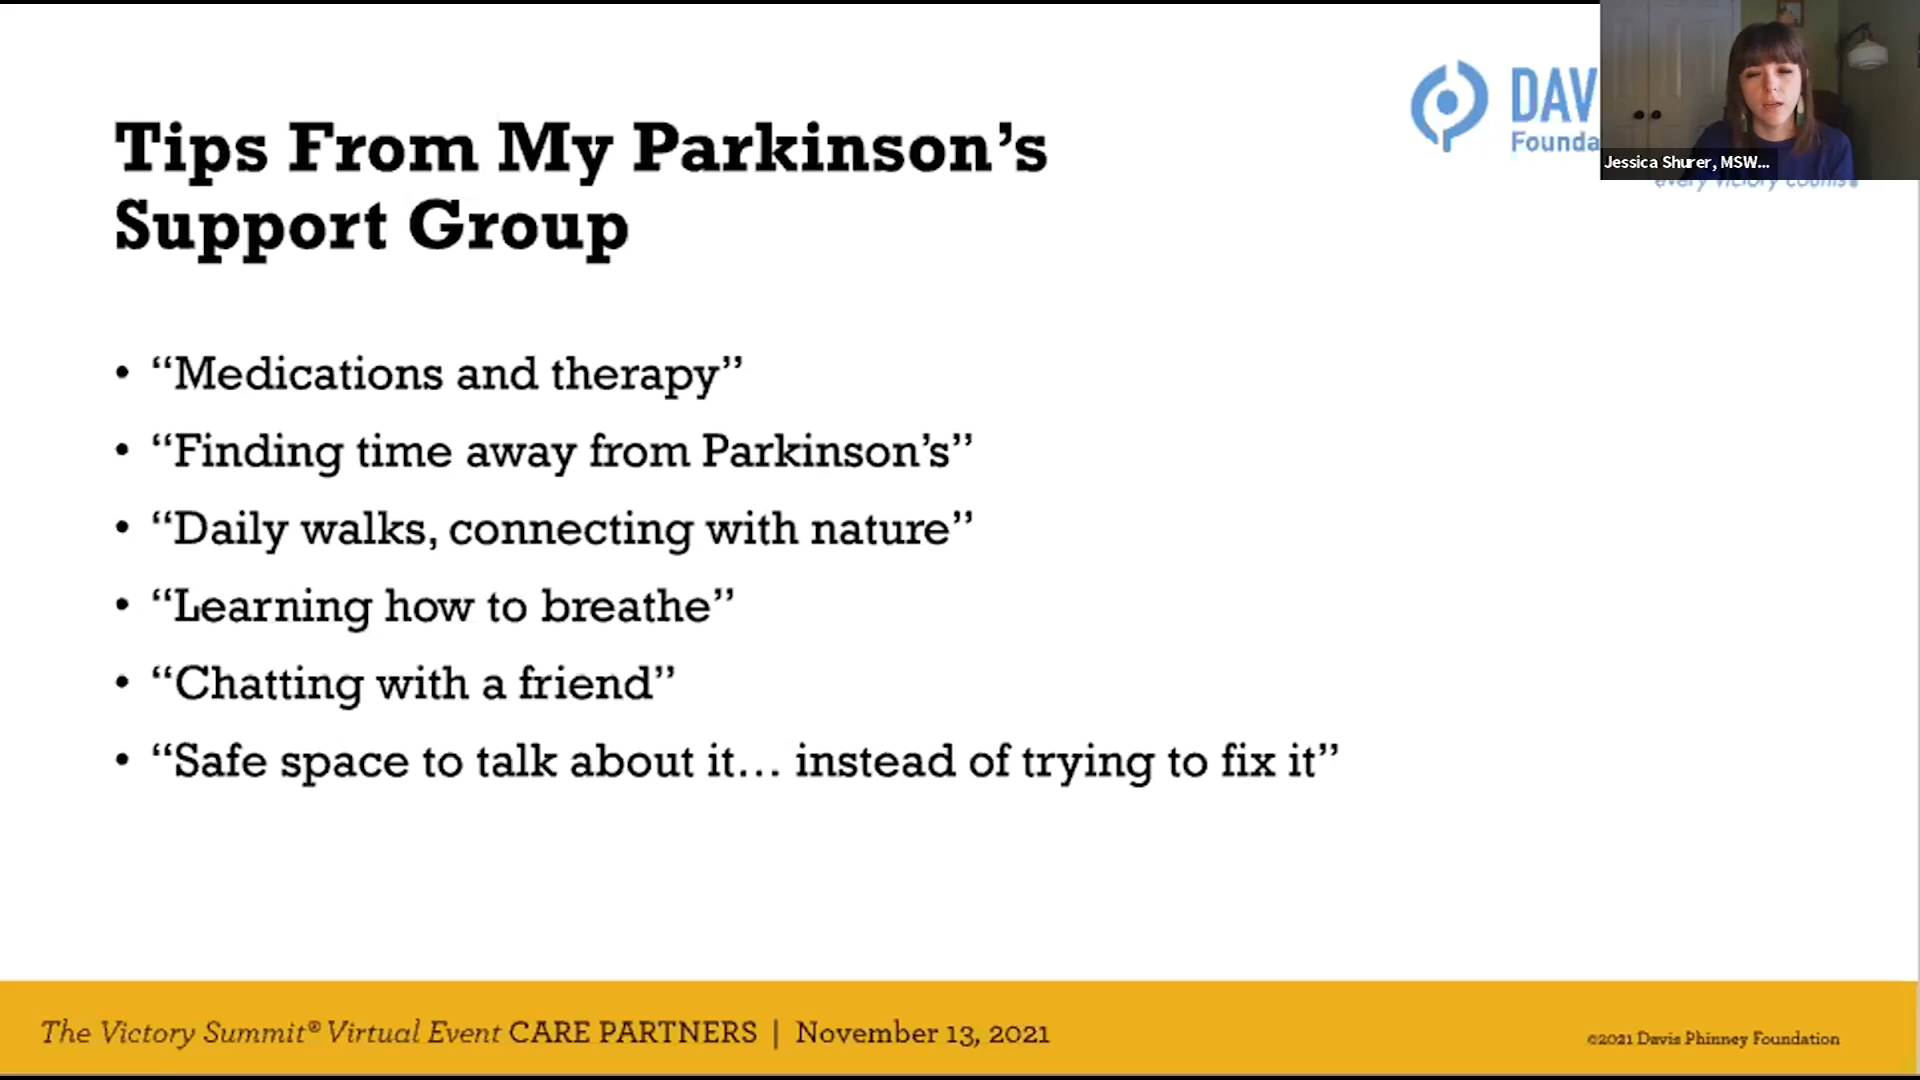 DAV
Founda
Jessica Shurer, MSW...
every victory counts®
Tips From My Parkinson’s
Support Group
• “Medications and therapy”
• “Finding time away from Parkinson’s”
• “Daily walks, connecting with nature”
• “Learning how to breathe”
• “Chatting with a friend”
• “Safe space to talk about it... instead of trying to fix it”
The Victory Summit® Virtual Event CARE PARTNERS | November 13, 2021
©2021 Davis Phinney Foundation